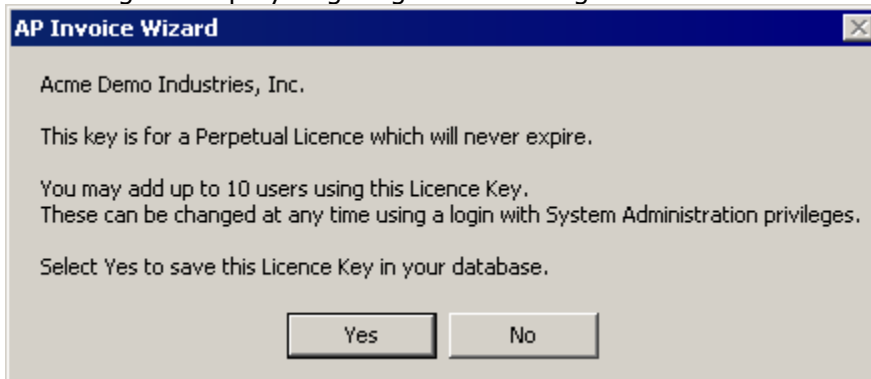 AP Invoice Wizard
Acme Demo Industries, Inc.
This key is for a Perpetual Licence which will never expire.
You may add up to 10 users using this Licence Key.
These can be changed at any time using a login with System Administration privileges.
Select Yes to save this Licence Key in your database.
Yes No